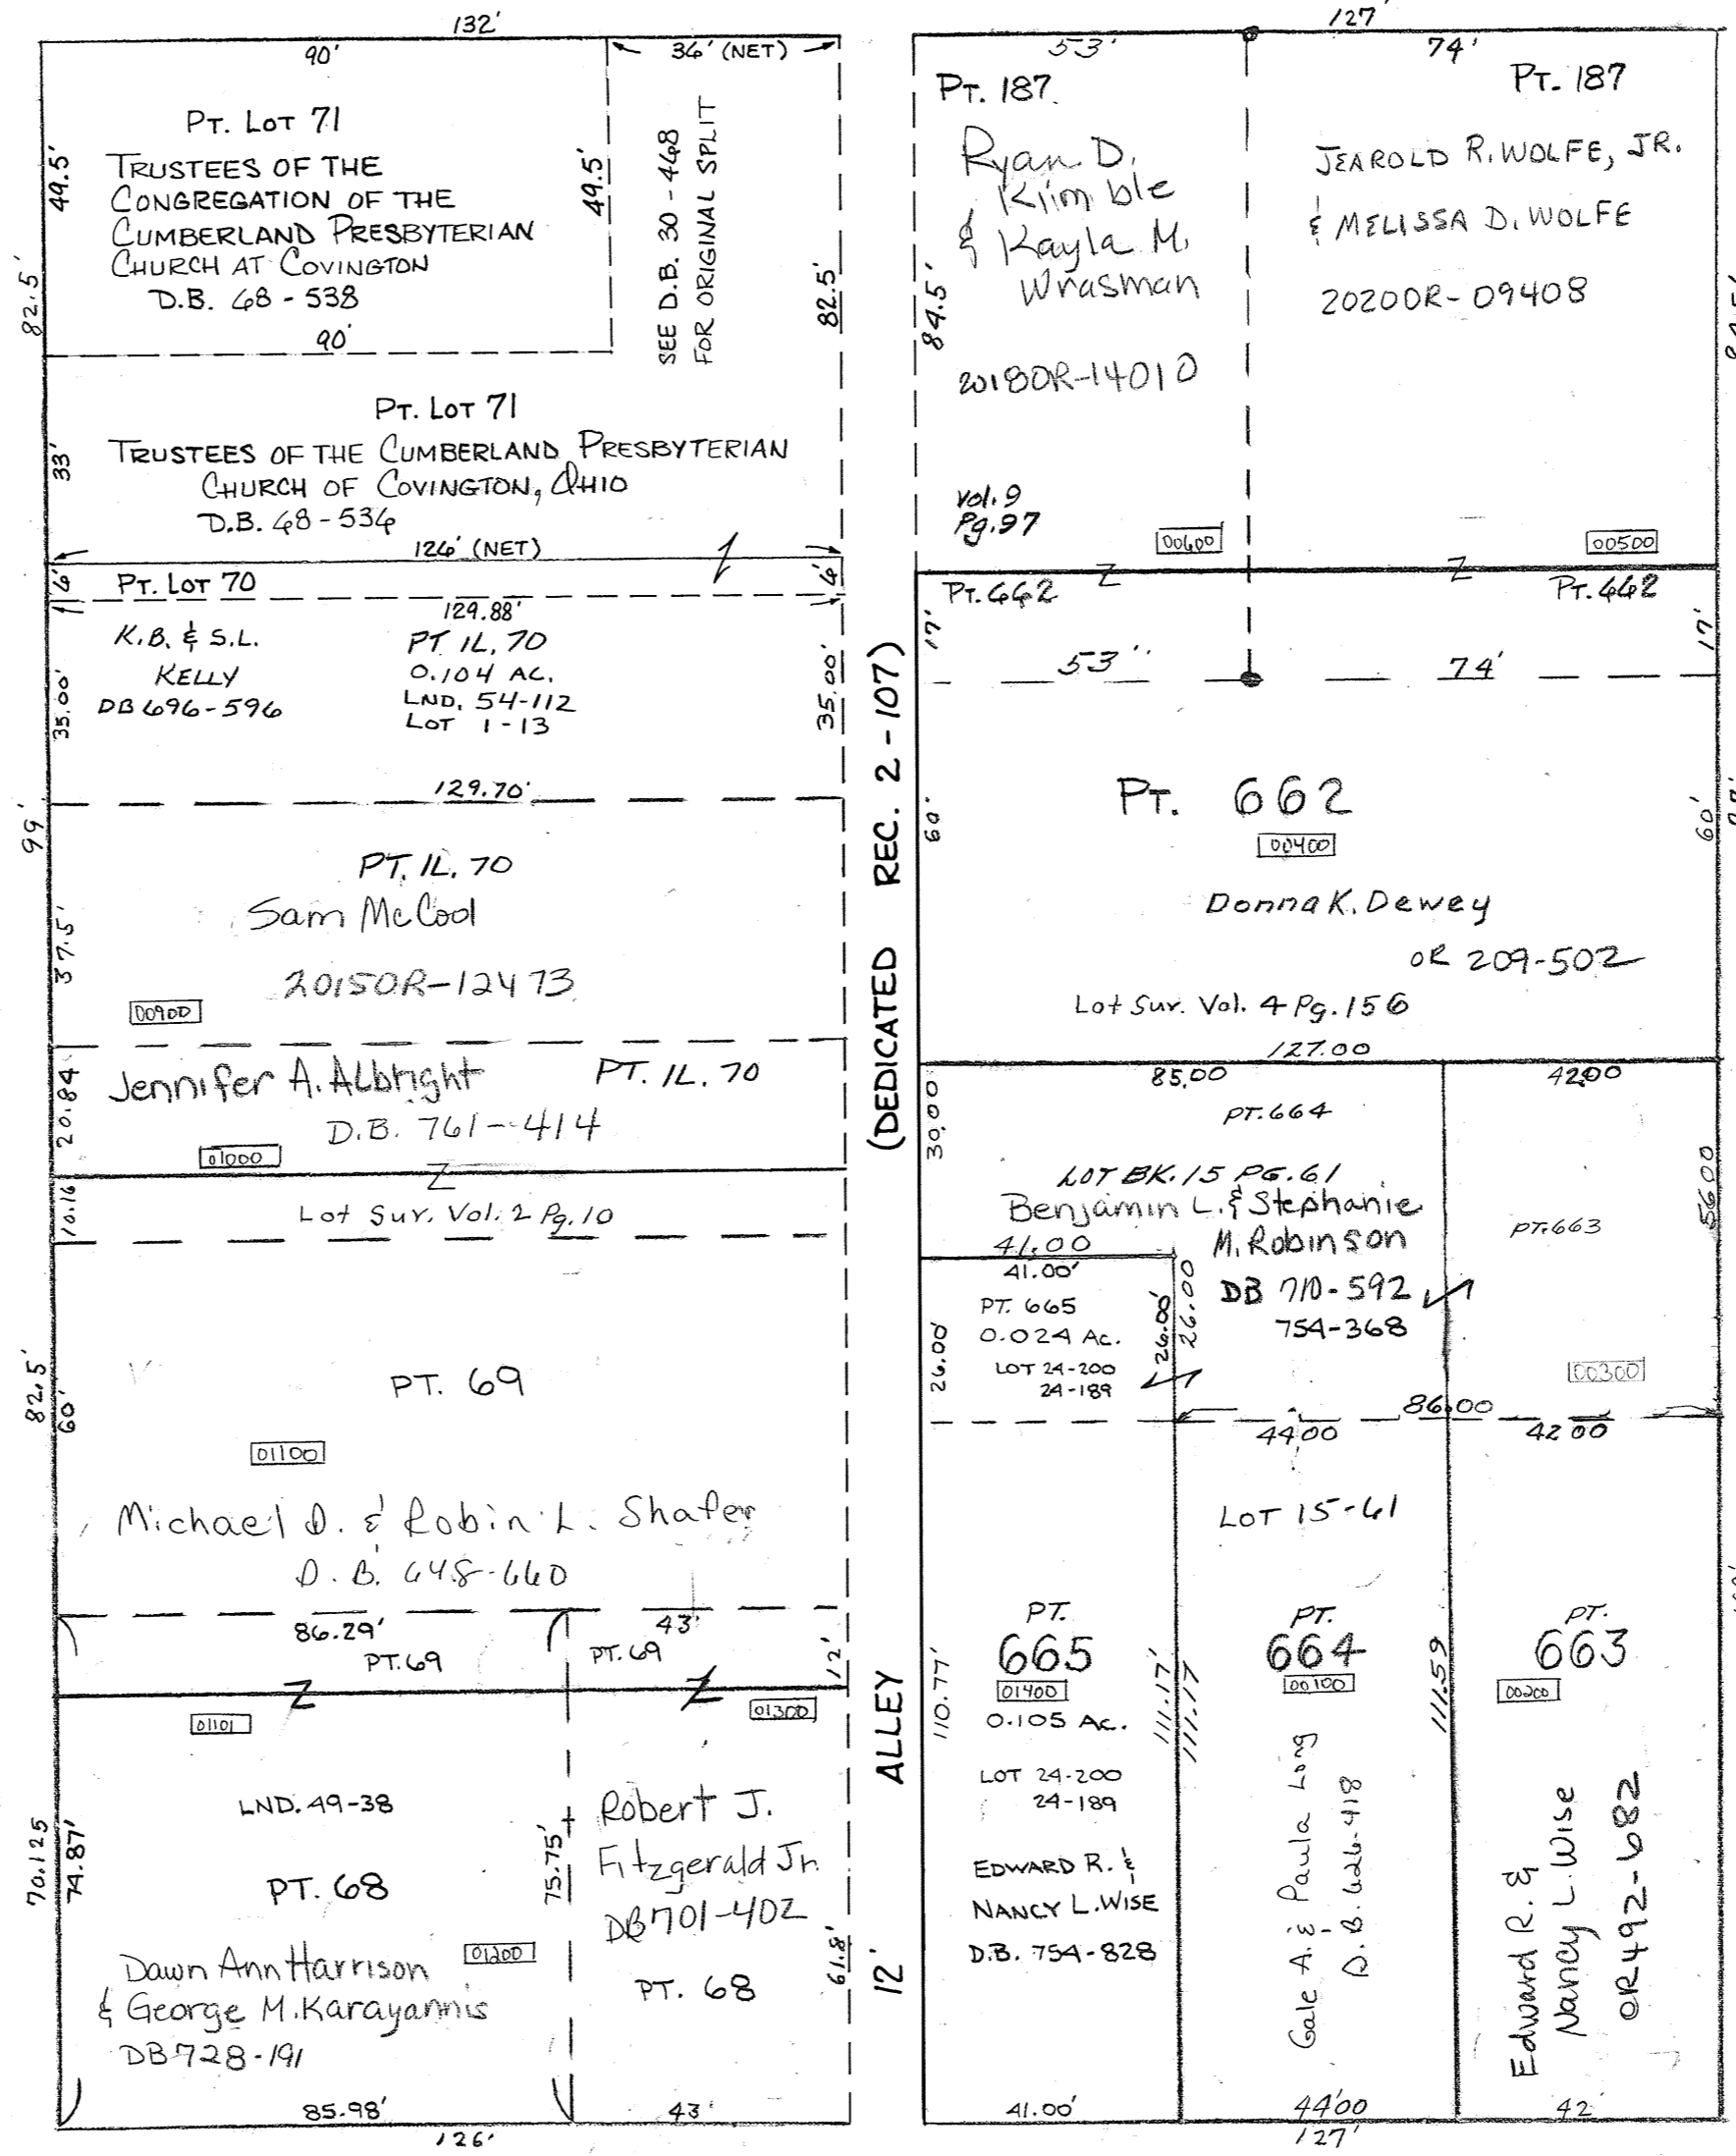 132'
90'
36' (NET)
PT. LOT 71
TRUSTEES OF THE
CONGREGATION OF THE
CUMBERLAND PRESBYTERIAN
CHURCH AT COVINGTON
D.B. 68 - 538
49.5'
49.5'
82.5'
90'
SEE D.B. 30 - 468
FOR ORIGINAL SPLIT
82.5'
PT. LOT 71
TRUSTEES OF THE CUMBERLAND PRESBYTERIAN
CHURCH OF COVINGTON, OHIO
D.B. 68 - 536
33'
126' (NET)
6'
PT. LOT 70
6'
129.88'
K.B. & S.L.
KELLY
DB 696-596
PT IL. 70
0.104 AC.
LND. 54-112
LOT 1-13
35.00'
35.00'
129.70'
99'
PT. IL. 70
Sam McCool
20150R-12473
37.5'
00900
20.84
Jennifer A. Albright
PT. IL. 70
D.B. 761-414
01000
10.16
Lot Sur. Vol. 2 Pg. 10
82.5'
60'
PT. 69
01100
Michael D. & Robin L. Shafer
D.B. 648-660
86.29'
43'
PT. 69
PT. 69
12'
01101
01300
LND. 49-38
PT. 68
70.125
74.87'
75.75'
Dawn Ann Harrison
& George M. Karayannis
DB 728-191
01200
Robert J.
Fitzgerald Jr.
DB 701-402
PT. 68
61.8'
85.98'
43'
126'
12' ALLEY (DEDICATED REC. 2 - 107)
127'
53'
74'
PT. 187
Ryan D.
Kimble
& Kayla M.
Wrasman
20180R-14010
84.5'
Vol. 9
Pg. 97
00600
PT. 187
JEAROLD R. WOLFE, JR.
& MELISSA D. WOLFE
20200R-09408
00500
PT. 662
PT. 662
17'
17'
53'
74'
PT. 662
00400
60'
60'
Donna K. Dewey
OR 209-502
Lot Sur. Vol. 4 Pg. 156
127.00
85.00
42.00
30.00
PT. 664
LOT BK. 15 PG. 61
Benjamin L. & Stephanie
M. Robinson
DB 710-592
754-368
PT. 663
56.00
41.00
41.00'
PT. 665
0.024 AC.
LOT 24-200
24-189
26.00'
26.00'
26.00
00300
86.00
44.00
42.00
LOT 15-61
PT.
665
01400
0.105 AC.
LOT 24-200
24-189
EDWARD R. &
NANCY L. WISE
D.B. 754-828
110.77'
111.17'
111.17
PT.
664
00100
Gale A. & Paula Long
D.B. 626-418
111.59
PT.
663
00200
Edward R. &
Nancy L. Wise
OR 492-682
41.00'
44.00
42'
127'